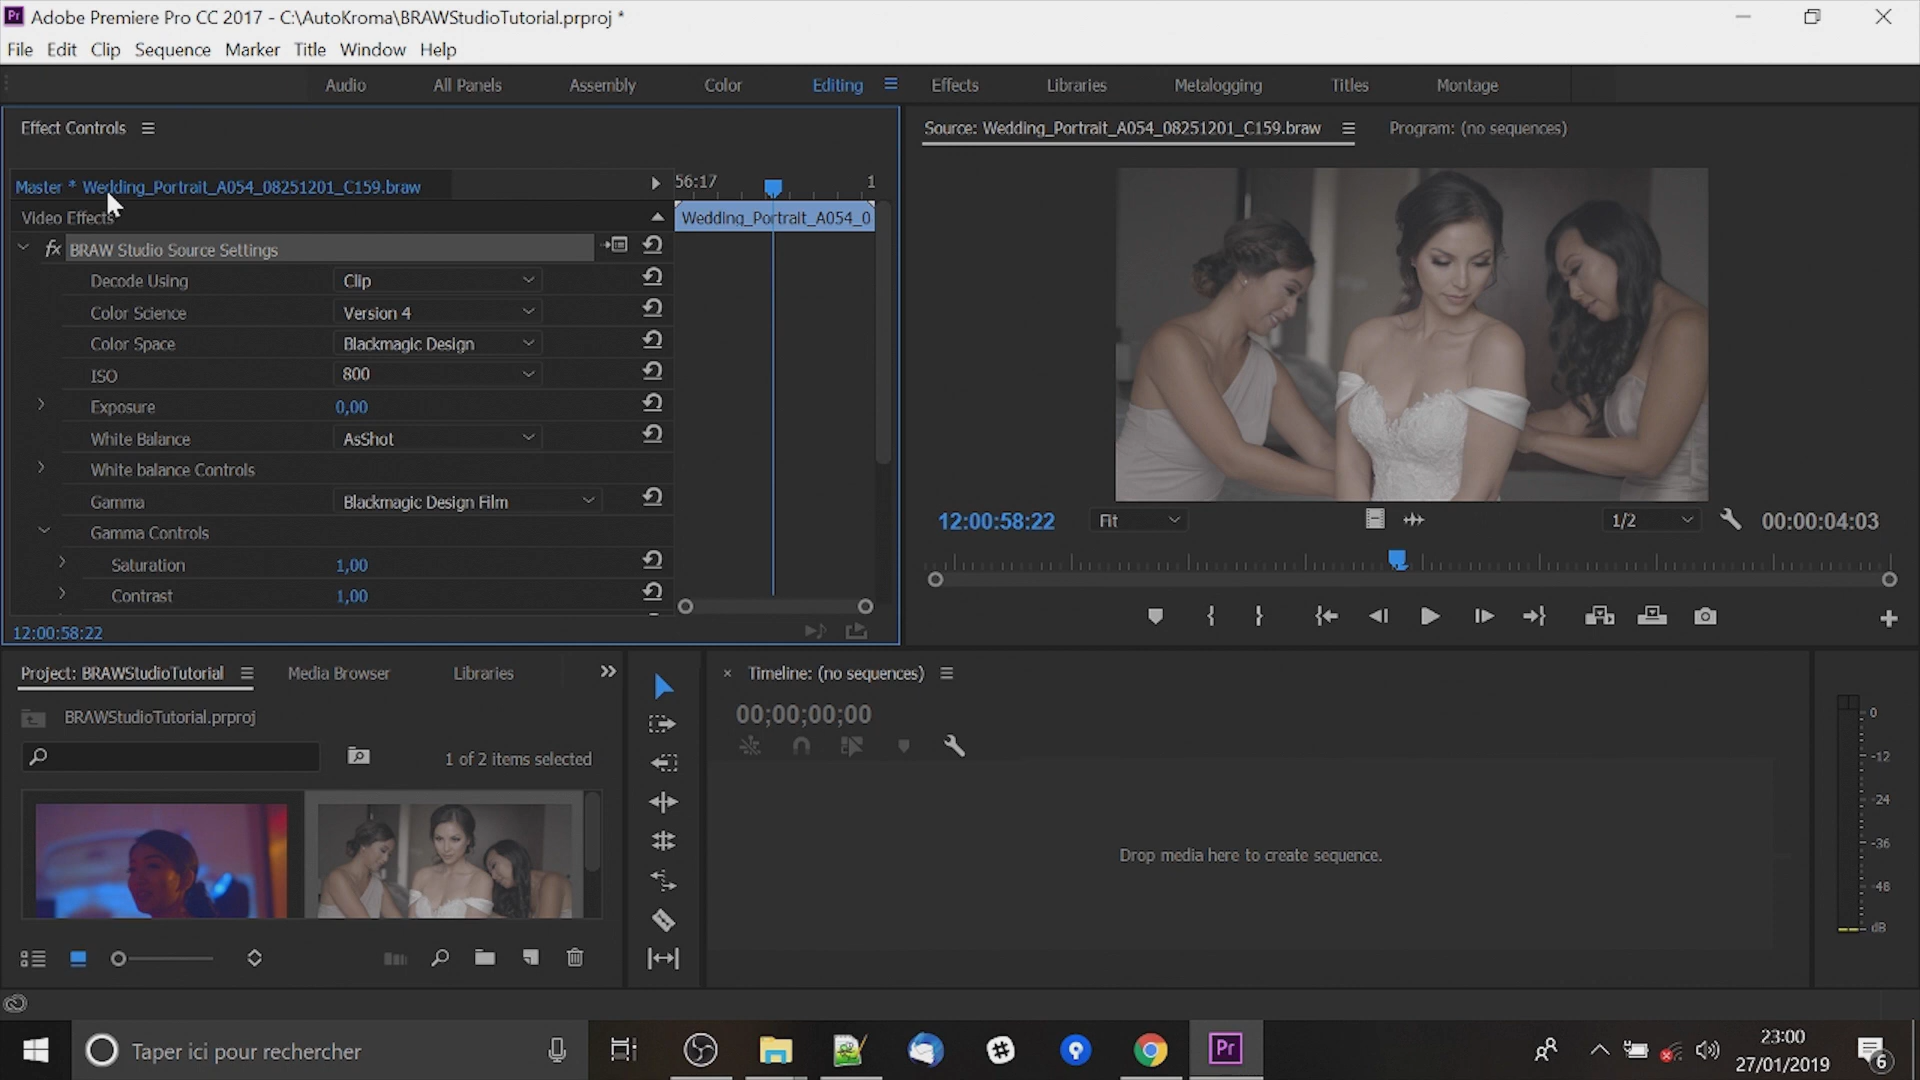 Adobe Premiere Pro CC 2017 - C:\AutoKroma\BRAWStudioTutorial.prproj *
File Edit Clip Sequence Marker Title Window Help
Audio All Panels Assembly Color Editing Effects Libraries Metalogging Titles Montage
Effect Controls
Source: Wedding_Portrait_A054_08251201_C159.braw
Program: (no sequences)
Master * Wedding_Portrait_A054_08251201_C159.braw
56:17 1
Video Effects
Wedding_Portrait_A054_0
fx BRAW Studio Source Settings
Decode Using Clip
Color Science Version 4
Color Space Blackmagic Design
ISO 800
Exposure 0,00
White Balance AsShot
White balance Controls
Gamma Blackmagic Design Film
Gamma Controls
Saturation 1,00
Contrast 1,00
12:00:58:22
12:00:58:22 Fit 1/2 00:00:04:03
Project: BRAWStudioTutorial Media Browser Libraries
BRAWStudioTutorial.prproj
1 of 2 items selected
Timeline: (no sequences)
00;00;00;00
Drop media here to create sequence.
0
-12
-24
-36
-48
dB
Taper ici pour rechercher
Pr
Pr
23:00
27/01/2019
6